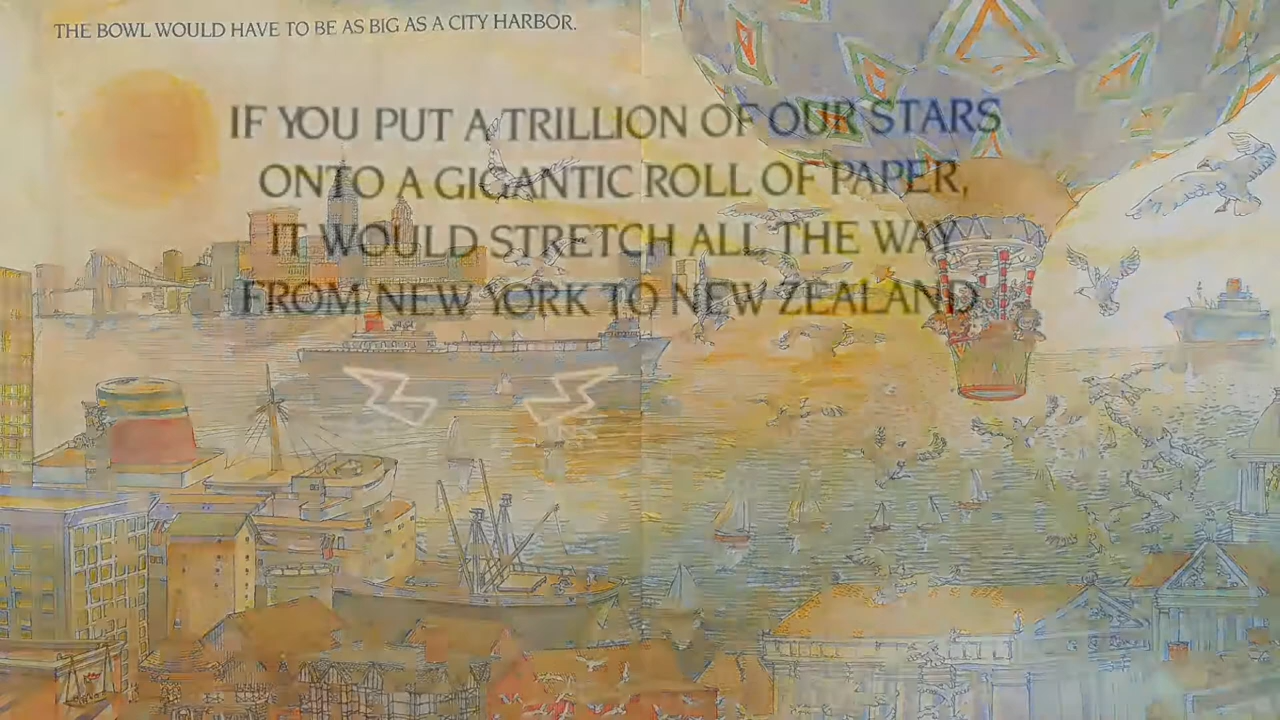 THE BOWL WOULD HAVE TO BE AS BIG AS A CITY HARBOR.
IF YOU PUT A TRILLION OF OUR STARS
ONTO A GIGANTIC ROLL OF PAPER,
IT WOULD STRETCH ALL THE WAY
FROM NEW YORK TO NEW ZEALAND